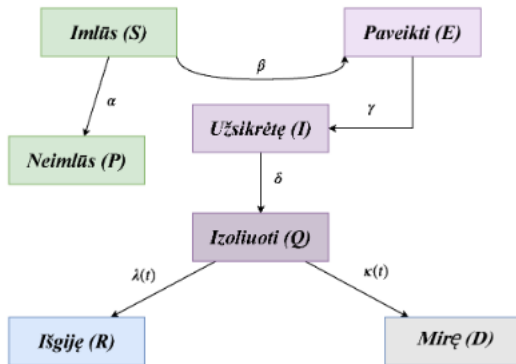 Imlūs (S)
Paveikti (E)
β
α
γ
Užsikrėtę (I)
Neimlūs (P)
δ
Izoliuoti (Q)
λ(t)
κ(t)
Išgiję (R)
Mirę (D)